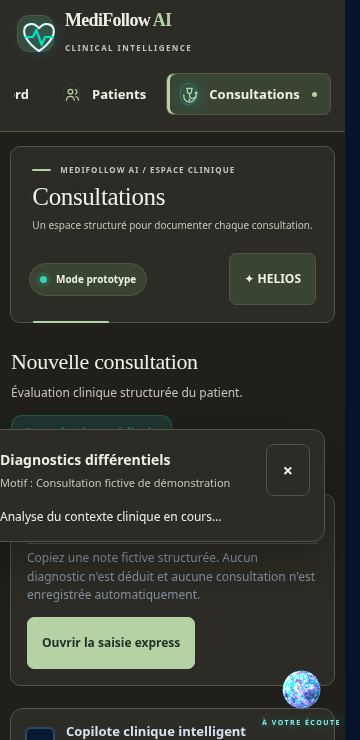 MediFollow AI
CLINICAL INTELLIGENCE
rd Patients Consultations
MEDIFOLLOW AI / ESPACE CLINIQUE
Consultations
Un espace structuré pour documenter chaque consultation.
Mode prototype
✦ HELIOS
Nouvelle consultation
Évaluation clinique structurée du patient.
Diagnostics différentiels
×
Motif : Consultation fictive de démonstration
Analyse du contexte clinique en cours...
Copiez une note fictive structurée. Aucun
diagnostic n'est déduit et aucune consultation n'est
enregistrée automatiquement.
Ouvrir la saisie express
À VOTRE ÉCOUTE
Copilote clinique intelligent